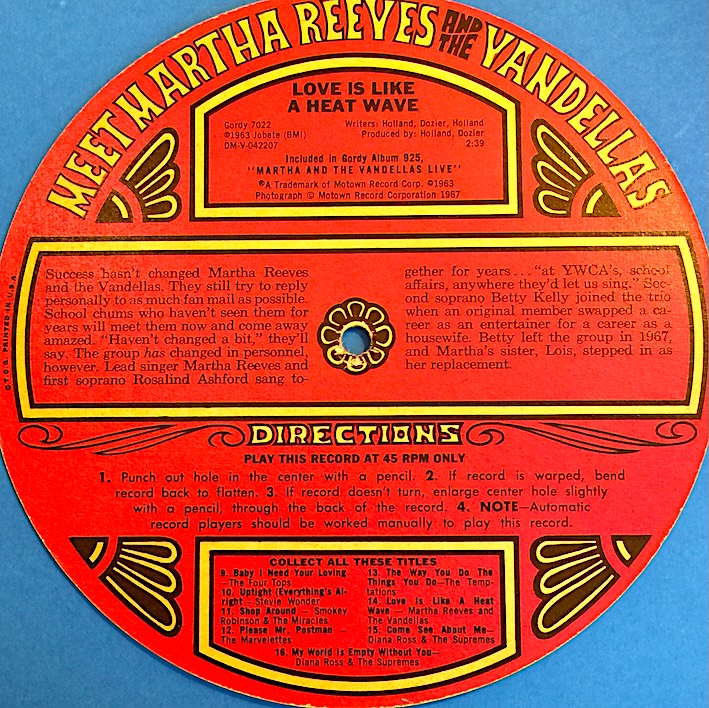 MEET MARTHA REEVES AND THE VANDELLAS
LOVE IS LIKE
A HEAT WAVE
Gordy 7022 Writers: Holland, Dozier, Holland
©1963 Jobete (BMI) Produced by: Holland, Dozier
DM-V-042207 2:39
Included in Gordy Album 925,
"MARTHA AND THE VANDELLAS LIVE"
®A Trademark of Motown Record Corp. ©1963
Photograph © Motown Record Corporation 1967
Success hasn't changed Martha Reeves
and the Vandellas. They still try to reply
personally to as much fan mail as possible.
School chums who haven't seen them for
years will meet them now and come away
amazed. "Haven't changed a bit," they'll
say. The group has changed in personnel,
however. Lead singer Martha Reeves and
first soprano Rosalind Ashford sang to-
gether for years... "at YWCA's, school
affairs, anywhere they'd let us sing." Sec-
ond soprano Betty Kelly joined the trio
when an original member swapped a ca-
reer as an entertainer for a career as a
housewife. Betty left the group in 1967,
and Martha's sister, Lois, stepped in as
her replacement.
©T.C.G. PRINTED IN U.S.A.
DIRECTIONS
PLAY THIS RECORD AT 45 RPM ONLY
1. Punch out hole in the center with a pencil. 2. If record is warped, bend
record back to flatten. 3. If record doesn't turn, enlarge center hole slightly
with a pencil, through the back of the record. 4. NOTE—Automatic
record players should be worked manually to play this record.
COLLECT ALL THESE TITLES
9. Baby I Need Your Loving
—The Four Tops
10. Uptight (Everything's Al-
right—Stevie Wonder
11. Shop Around — Smokey
Robinson & The Miracles
12. Please Mr. Postman —
The Marvelettes
13. The Way You Do The
Things You Do—The Temp-
tations
14. Love Is Like A Heat
Wave — Martha Reeves and
The Vandellas
15. Come See About Me—
Diana Ross & The Supremes
16. My World Is Empty Without You—
Diana Ross & The Supremes